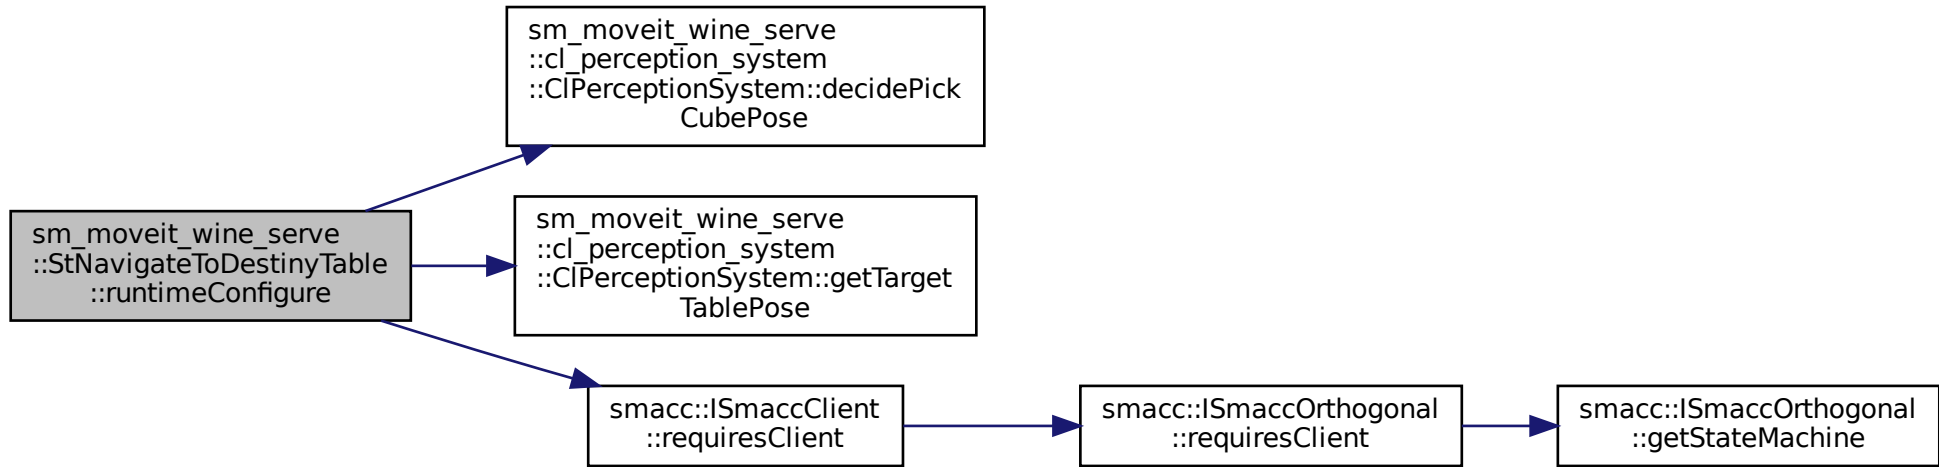 sm_moveit_wine_serve
::cl_perception_system
::ClPerceptionSystem::decidePick
CubePose
sm_moveit_wine_serve
::StNavigateToDestinyTable
::runtimeConfigure
sm_moveit_wine_serve
::cl_perception_system
::ClPerceptionSystem::getTarget
TablePose
smacc::ISmaccClient
::requiresClient
smacc::ISmaccOrthogonal
::requiresClient
smacc::ISmaccOrthogonal
::getStateMachine